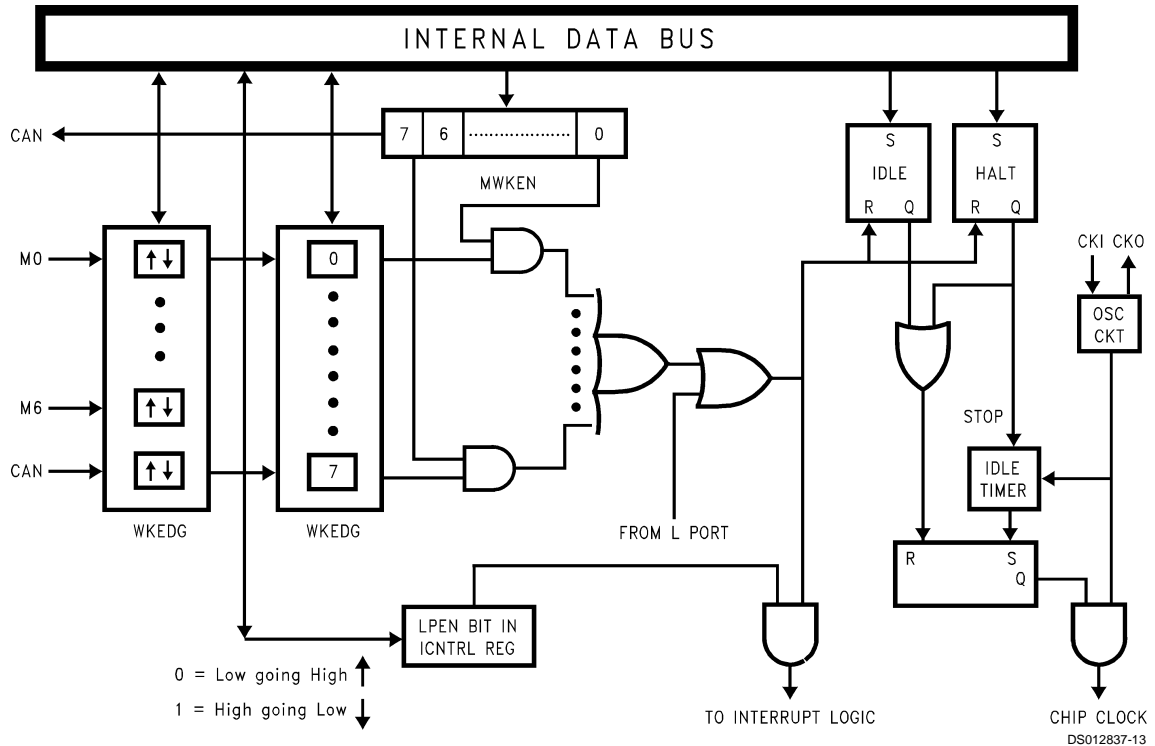 INTERNAL DATA BUS
CAN
7 6 .................... 0
MWKEN
S
IDLE
R Q
S
HALT
R Q
CKI CKO
OSC
CKT
M0
M6
CAN
0
7
WKEDG
WKEDG
FROM L PORT
STOP
IDLE
TIMER
R S
Q
LPEN BIT IN
ICNTRL REG
0 = Low going High
1 = High going Low
TO INTERRUPT LOGIC
CHIP CLOCK
DS012837-13